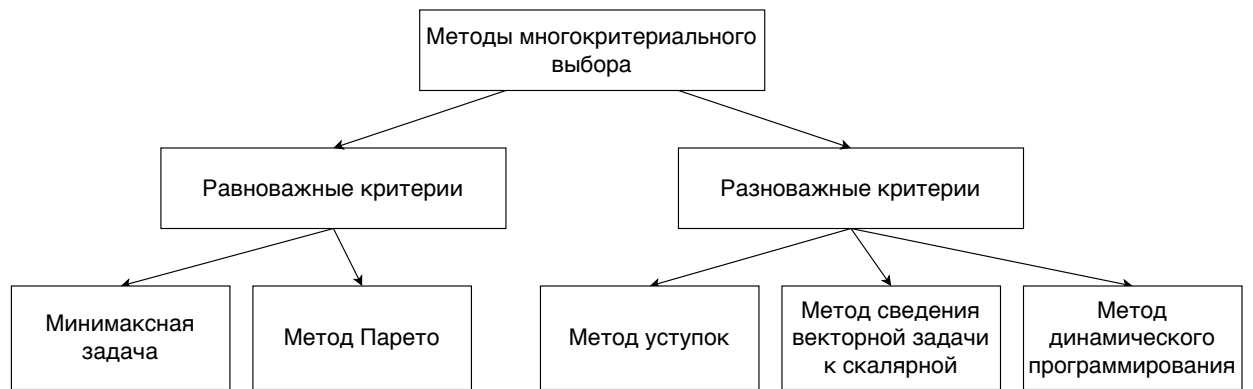 Методы многокритериального
выбора
Равноважные критерии
Разноважные критерии
Минимаксная
задача
Метод Парето
Метод уступок
Метод сведения
векторной задачи
к скалярной
Метод
динамического
программирования